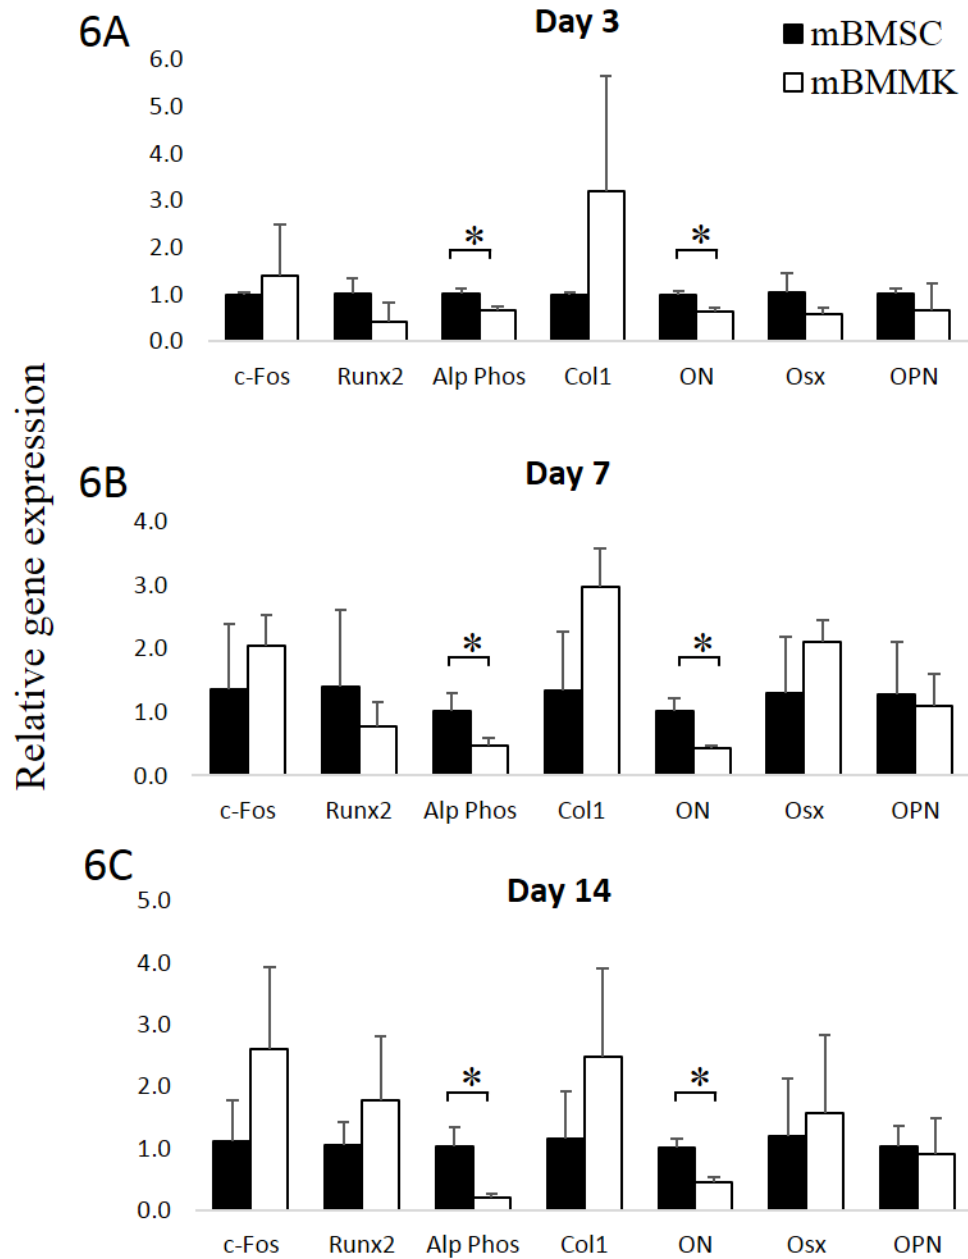 6A
Day 3
mBMSC
mBMMK
6.0
5.0
4.0
3.0
2.0
1.0
0.0
* *
c-Fos Runx2 Alp Phos Col1 ON Osx OPN
Relative gene expression
6B
Day 7
4.0
3.0
2.0
1.0
0.0
* *
c-Fos Runx2 Alp Phos Col1 ON Osx OPN
6C
Day 14
5.0
4.0
3.0
2.0
1.0
0.0
* *
c-Fos Runx2 Alp Phos Col1 ON Osx OPN